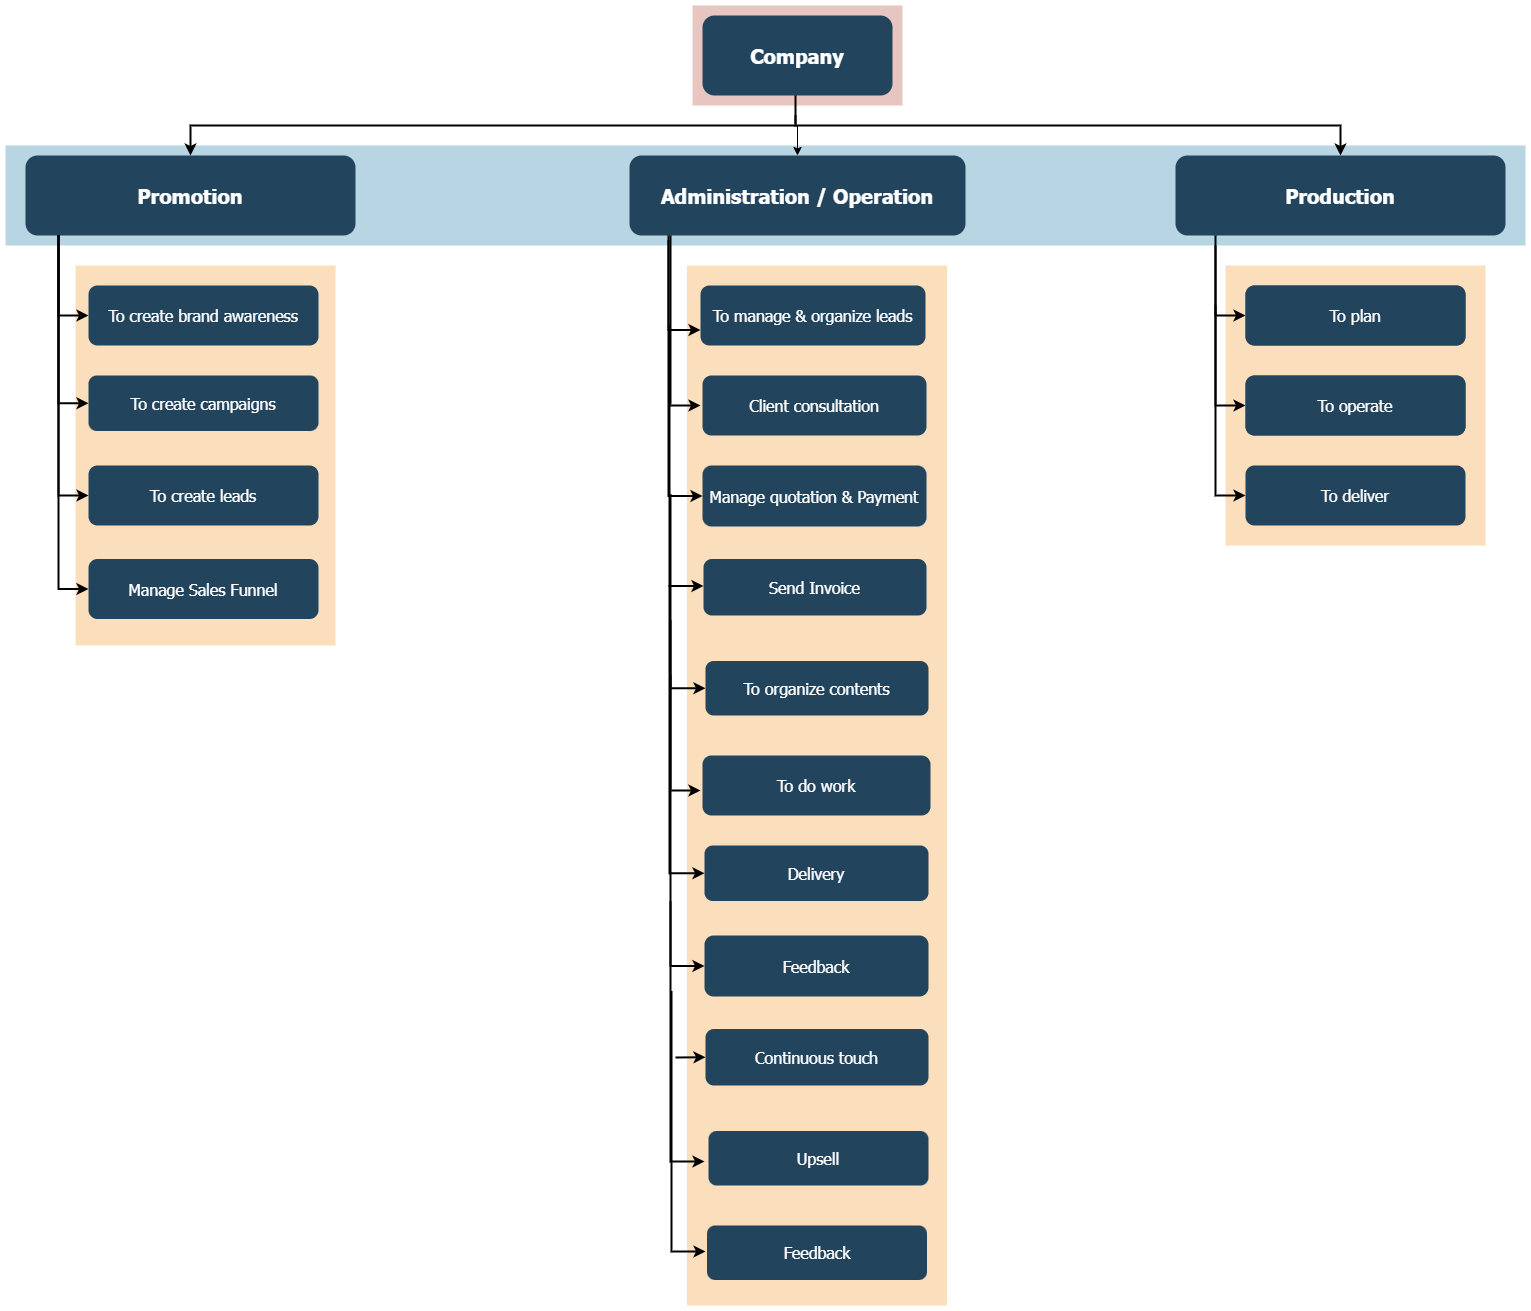 Company
Promotion
Administration / Operation
Production
To create brand awareness
To create campaigns
To create leads
Manage Sales Funnel
To manage & organize leads
Client consultation
Manage quotation & Payment
Send Invoice
To organize contents
To do work
Delivery
Feedback
Continuous touch
Upsell
Feedback
To plan
To operate
To deliver